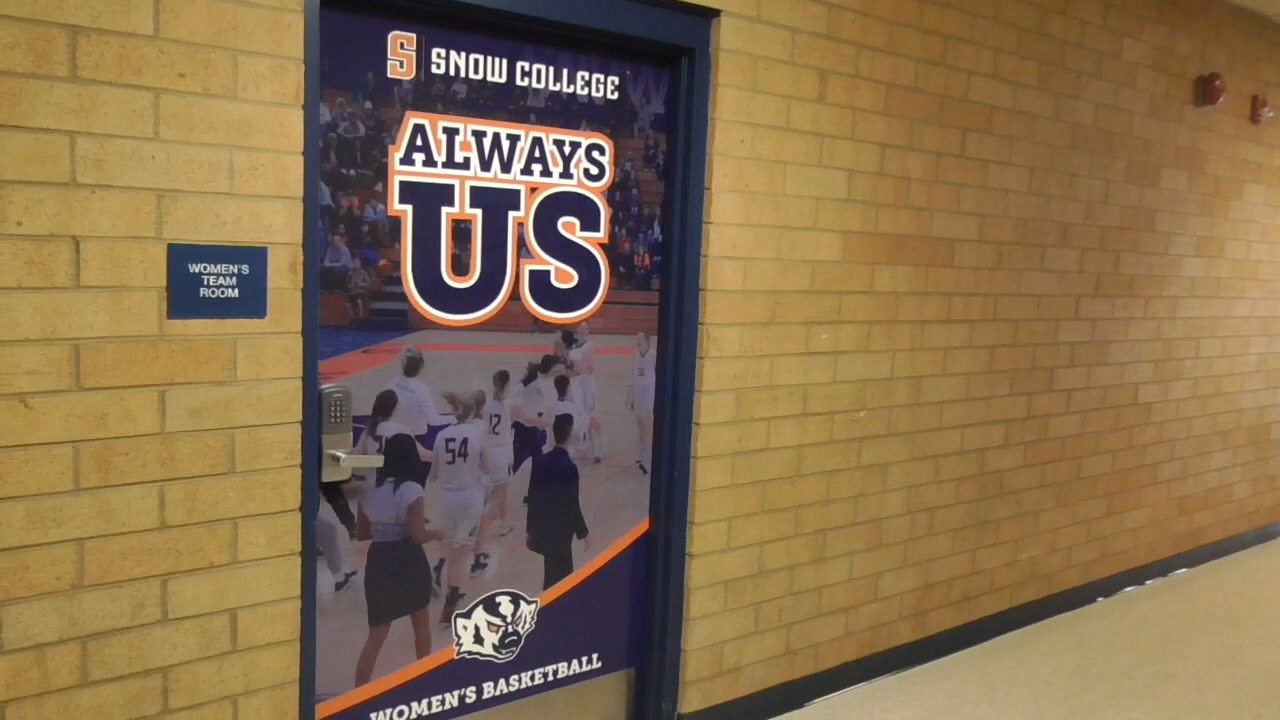 S SNOW COLLEGE
ALWAYS
US
WOMEN'S
TEAM
ROOM
12
54
WOMEN'S BASKETBALL